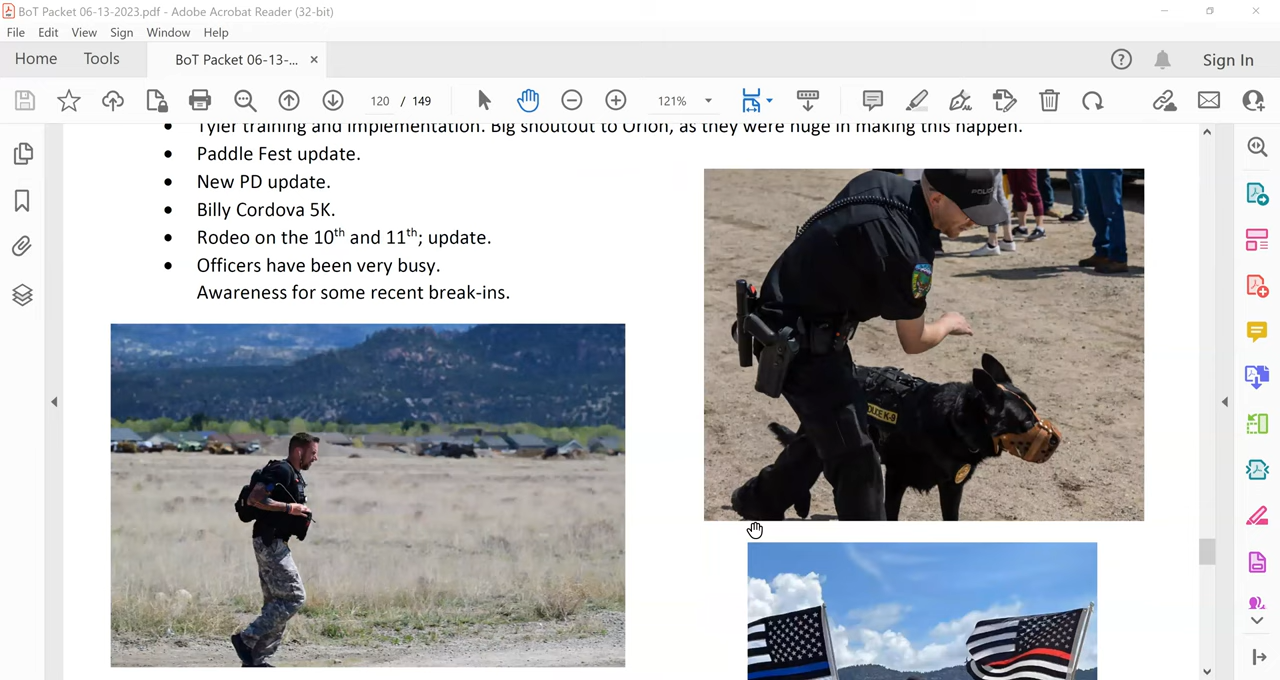 BoT Packet 06-13-2023.pdf - Adobe Acrobat Reader (32-bit)
File Edit View Sign Window Help
Home Tools BoT Packet 06-13-... × Sign In
120 / 149 121%
• Tyler training and implementation. Big shoutout to Orion, as they were huge in making this happen.
• Paddle Fest update.
• New PD update.
• Billy Cordova 5K.
• Rodeo on the 10th and 11th; update.
• Officers have been very busy.
Awareness for some recent break-ins.
POLICE
POLICE K-9